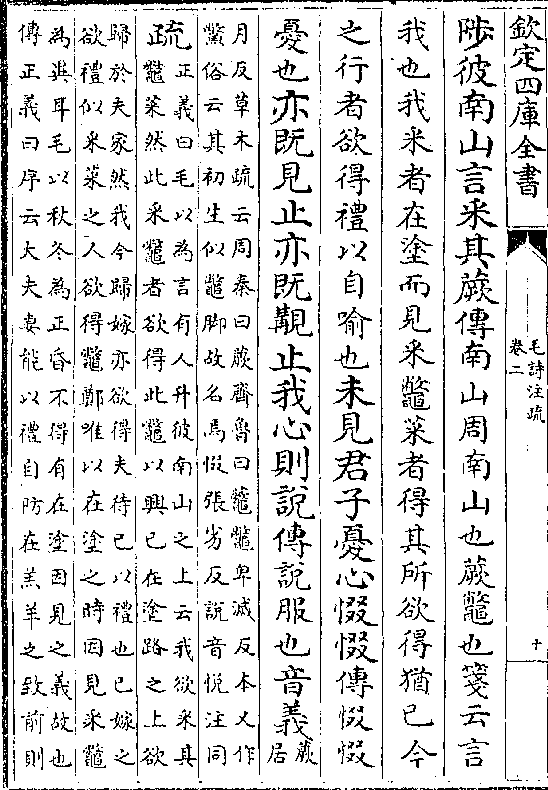 欽定四庫全書
毛詩注疏
卷二
十
陟彼南山言采其蕨傳南山周南山也蕨鼈也箋云言
我也我采者在塗而見采鼈菜者得其所欲得猶已今
之行者欲得禮以自喻也未見君子憂心惙惙傳惙惙
憂也亦既見止亦既覯止我心則說傳說服也音義蕨居
月反草木疏云周秦曰蕨齊魯曰鼈鼈卑滅反本又作
蘩俗云其初生似鼈脚故名焉惙張劣反說音悅注同
疏正義曰毛以為言有人升彼南山之上云我欲采其
鼈菜然此采鼈者欲得此鼈以興已在塗路之上欲
歸於夫家然我今歸嫁亦欲得夫待已以禮也已嫁之
欲禮似采菜之人欲得鼈鄭唯以在塗之時因見采鼈
為異耳毛以秋冬為正昏不得有在塗因見之義故也
傳正義曰序云大夫妻能以禮自防在羔羊之致前則